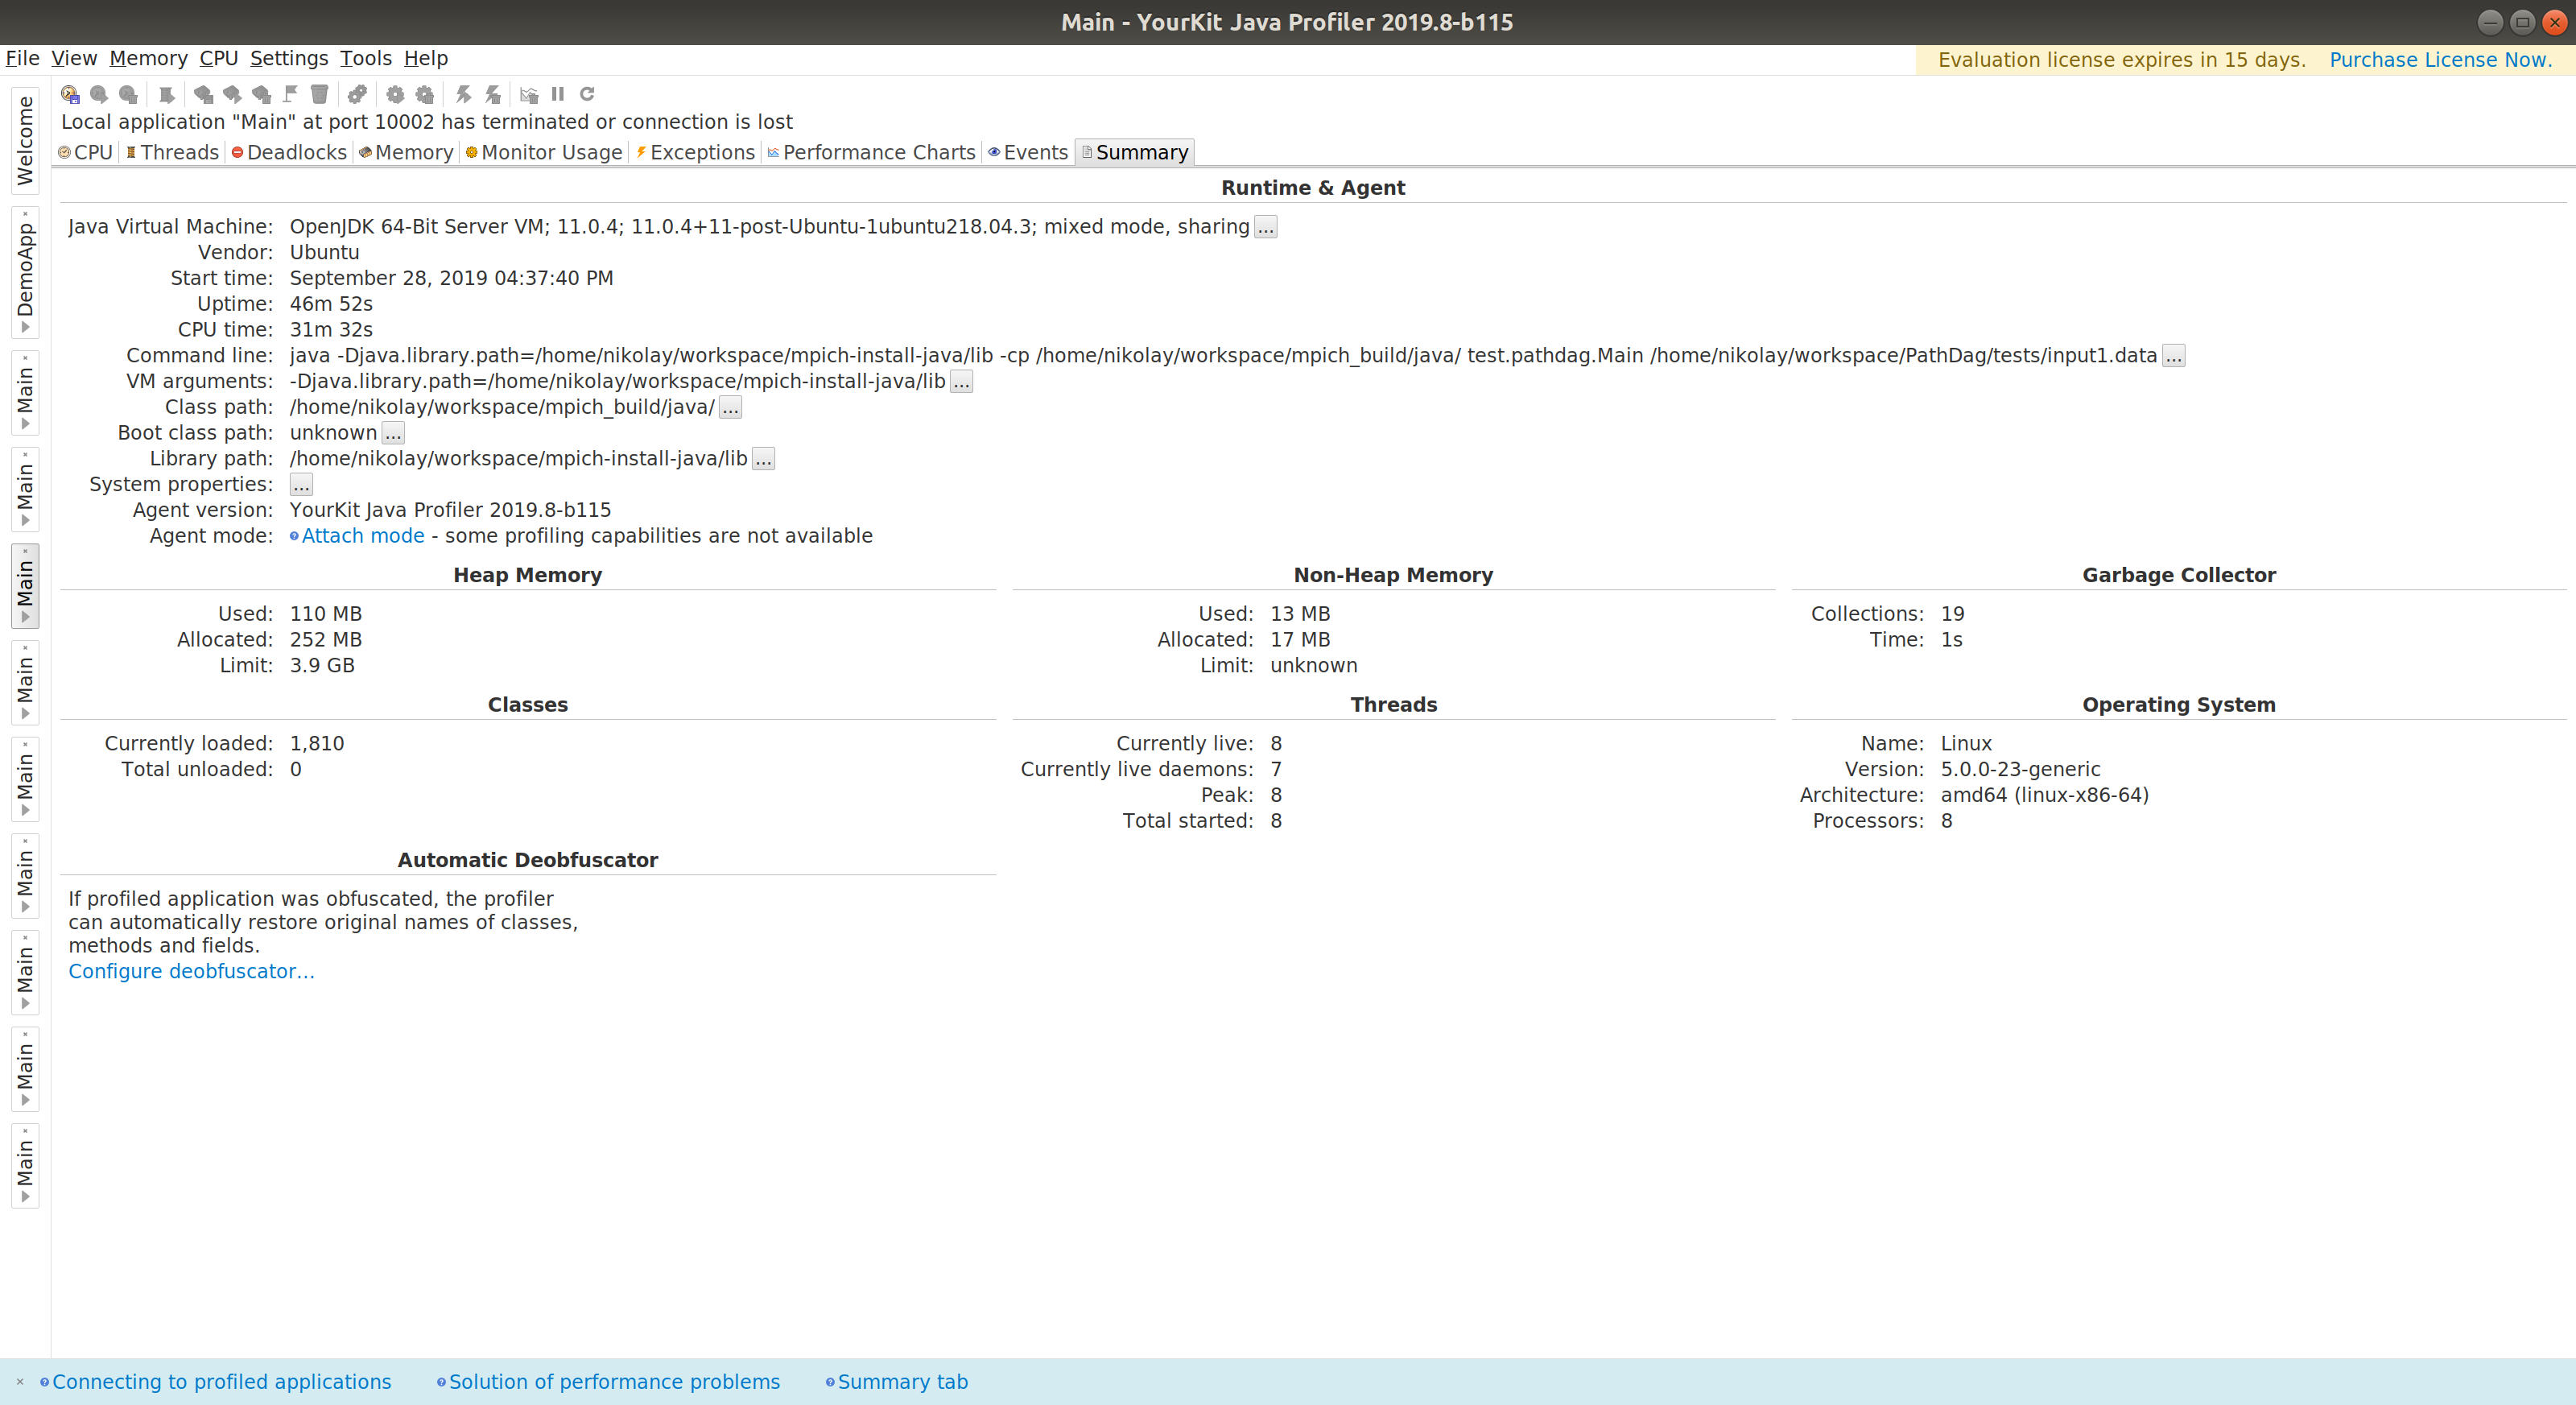 Main - YourKit Java Profiler 2019.8-b115
File View Memory CPU Settings Tools Help
Evaluation license expires in 15 days. Purchase License Now.
Local application "Main" at port 10002 has terminated or connection is lost
CPU Threads Deadlocks Memory Monitor Usage Exceptions Performance Charts Events Summary
Welcome
DemoApp
Main
Main
Main
Main
Main
Main
Main
Main
Main
Runtime & Agent
Java Virtual Machine: OpenJDK 64-Bit Server VM; 11.0.4; 11.0.4+11-post-Ubuntu-1ubuntu218.04.3; mixed mode, sharing ...
Vendor: Ubuntu
Start time: September 28, 2019 04:37:40 PM
Uptime: 46m 52s
CPU time: 31m 32s
Command line: java -Djava.library.path=/home/nikolay/workspace/mpich-install-java/lib -cp /home/nikolay/workspace/mpich_build/java/ test.pathdag.Main /home/nikolay/workspace/PathDag/tests/input1.data ...
VM arguments: -Djava.library.path=/home/nikolay/workspace/mpich-install-java/lib ...
Class path: /home/nikolay/workspace/mpich_build/java/ ...
Boot class path: unknown ...
Library path: /home/nikolay/workspace/mpich-install-java/lib ...
System properties: ...
Agent version: YourKit Java Profiler 2019.8-b115
Agent mode: Attach mode - some profiling capabilities are not available
Heap Memory
Used: 110 MB
Allocated: 252 MB
Limit: 3.9 GB
Non-Heap Memory
Used: 13 MB
Allocated: 17 MB
Limit: unknown
Garbage Collector
Collections: 19
Time: 1s
Classes
Currently loaded: 1,810
Total unloaded: 0
Threads
Currently live: 8
Currently live daemons: 7
Peak: 8
Total started: 8
Operating System
Name: Linux
Version: 5.0.0-23-generic
Architecture: amd64 (linux-x86-64)
Processors: 8
Automatic Deobfuscator
If profiled application was obfuscated, the profiler
can automatically restore original names of classes,
methods and fields.
Configure deobfuscator...
Connecting to profiled applications Solution of performance problems Summary tab